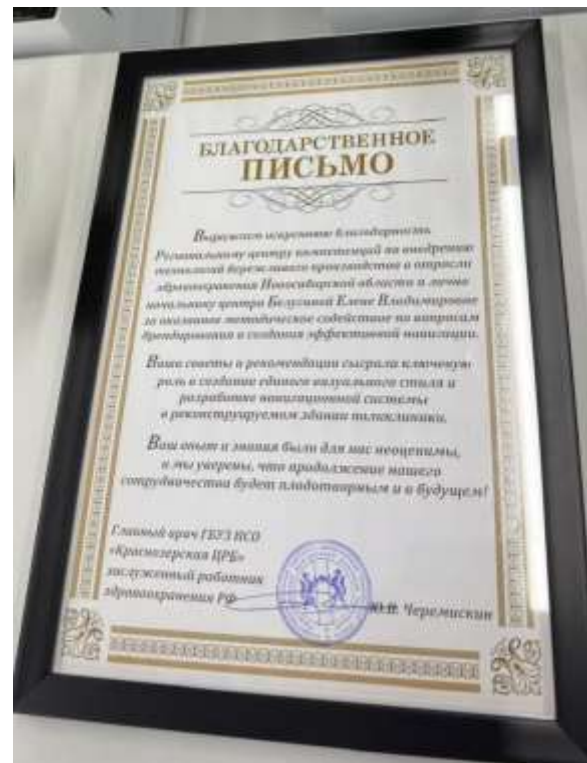 БЛАГОДАРСТВЕННОЕ
ПИСЬМО
Выражаем искреннюю благодарность
Региональному центру компетенций по внедрению
технологий бережливого производства в отрасли
здравоохранения Новосибирской области и лично
начальнику центра Елене Владимировне
за оказанное методическое содействие по вопросам
брендирования и создания эффективной навигации.
Ваши советы и рекомендации сыграли ключевую
роль в создание единого визуального стиля и
разработке навигационной системы
в реконструируемом здании поликлиники.
Ваш опыт и знания были для нас неоценимы,
и мы уверены, что продолжение нашего
сотрудничества будет плодотворным и в будущем!
Главный врач ГБУЗ НСО
«Краснозерская ЦРБ»
заслуженный работник
здравоохранения РФ
Ю.И. Черемискин